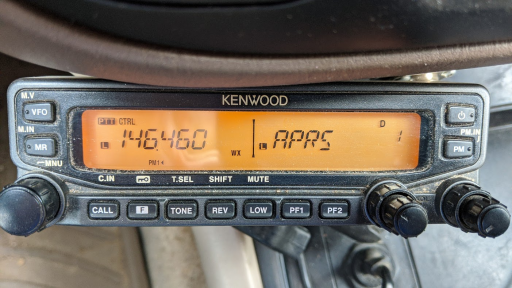 KENWOOD
M.V
VFO
M.IN
MR
MNU
PTT CTRL
L 146.460
WX
PM1
L APRS
D 1
PM.IN
PM
C.IN T.SEL SHIFT MUTE
CALL F TONE REV LOW PF1 PF2